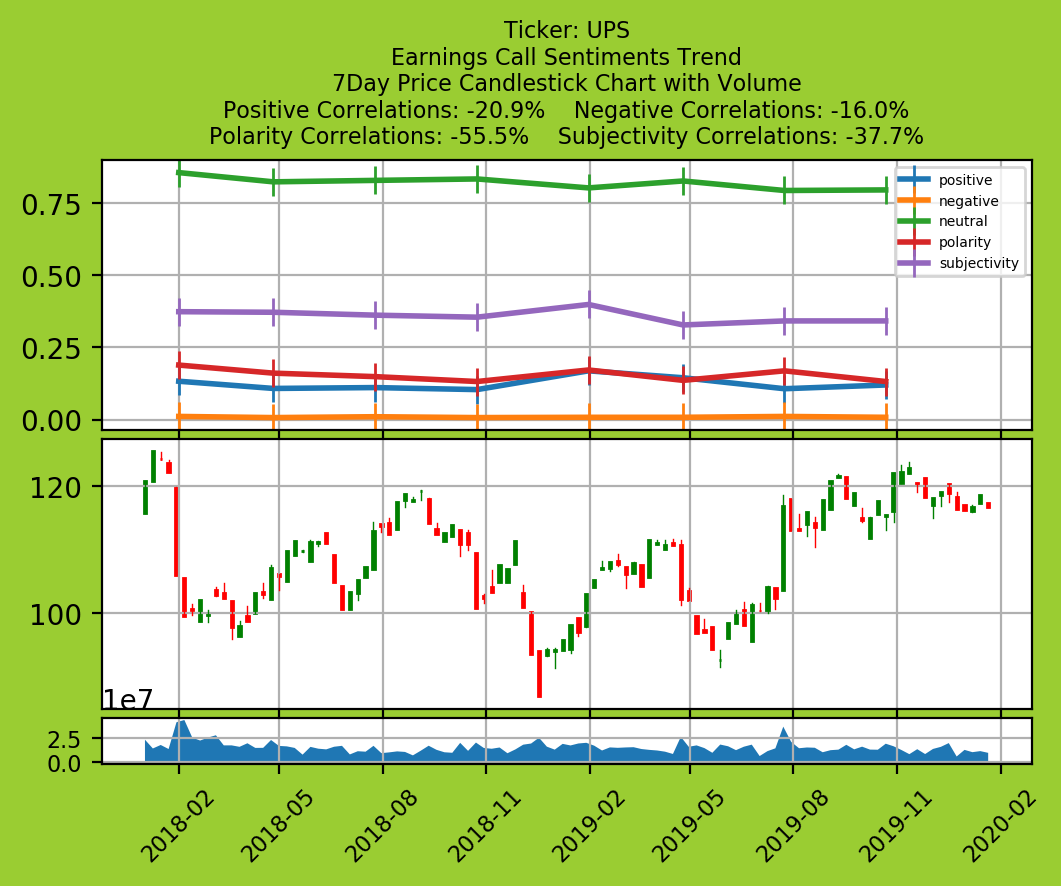 Ticker: UPS
Earnings Call Sentiments Trend
7Day Price Candlestick Chart with Volume
Positive Correlations: -20.9%    Negative Correlations: -16.0%
Polarity Correlations: -55.5%    Subjectivity Correlations: -37.7%
positive
negative
neutral
polarity
subjectivity
0.75
0.50
0.25
0.00
120
100
1e7
2.5
0.0
2018-02
2018-05
2018-08
2018-11
2019-02
2019-05
2019-08
2019-11
2020-02